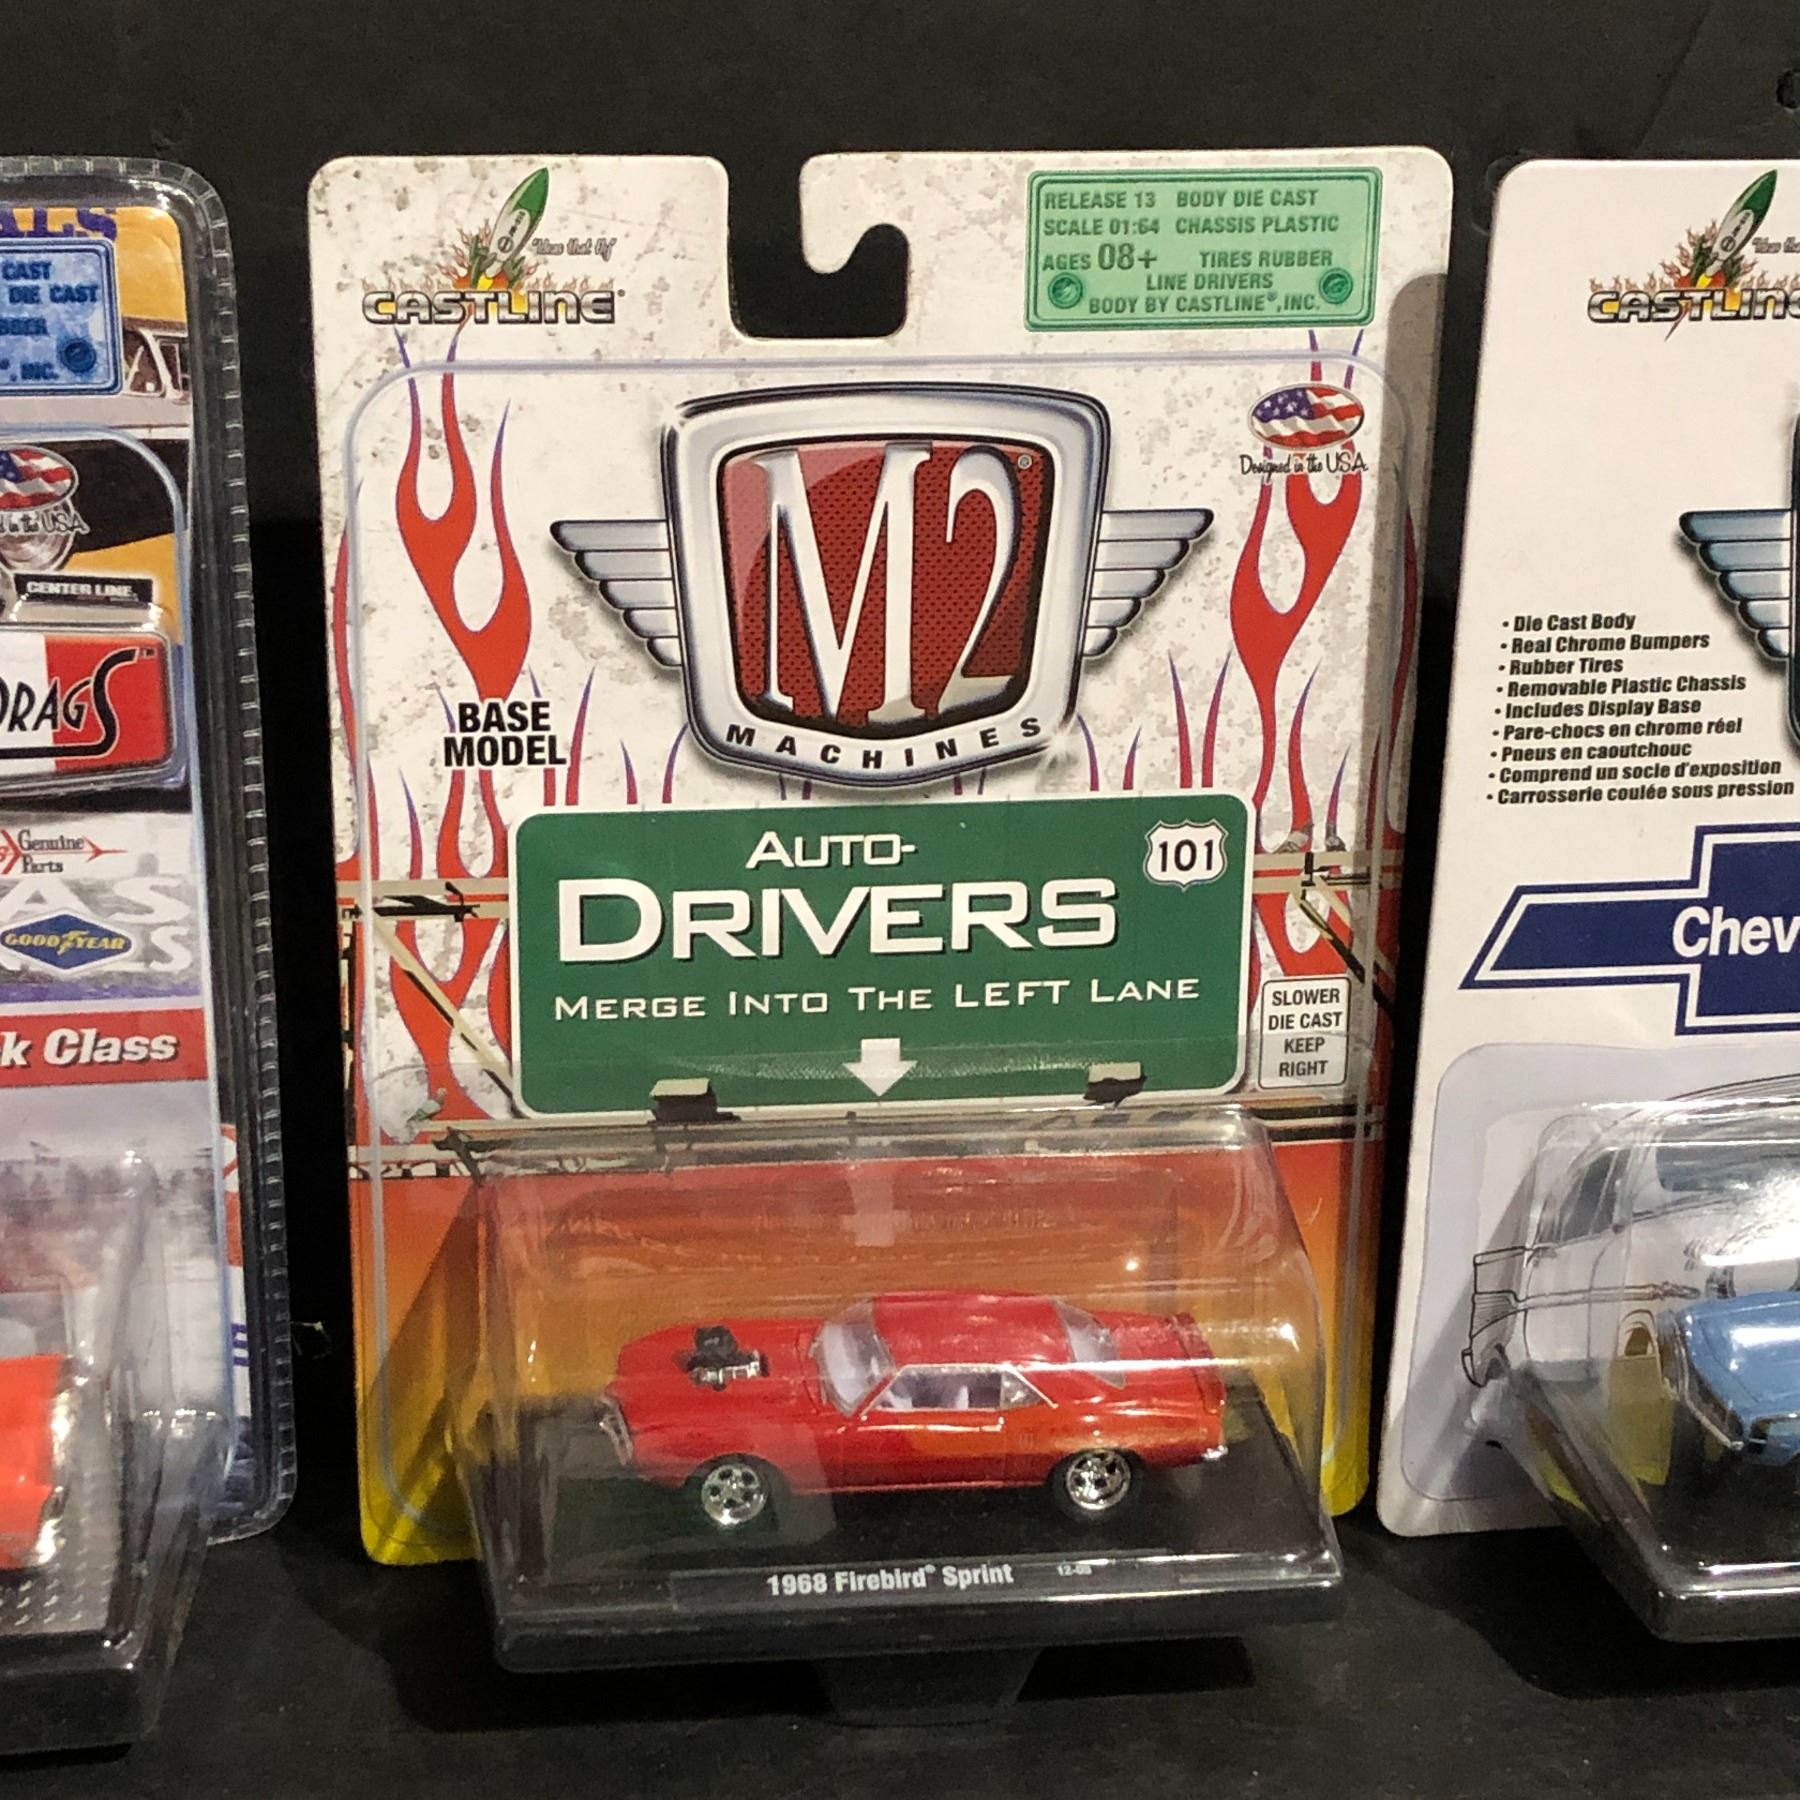 CAST
DIE CAST
CENTER LINE
DRAGS
Genuine
Parts
GOODYEAR
k Class
"Ideas that fly"
CASTLINE®
RELEASE 13 BODY DIE CAST
SCALE 01:64 CHASSIS PLASTIC
AGES 08+ TIRES RUBBER
LINE DRIVERS
BODY BY CASTLINE®, INC.
M2®
MACHINES
Designed in the USA
BASE
MODEL
AUTO-
DRIVERS
101
MERGE INTO THE LEFT LANE
SLOWER
DIE CAST
KEEP
RIGHT
1968 Firebird® Sprint
CASTLINE
• Die Cast Body
• Real Chrome Bumpers
• Rubber Tires
• Removable Plastic Chassis
• Includes Display Base
• Pare-chocs en chrome réel
• Pneus en caoutchouc
• Comprend un socle d'exposition
• Carrosserie coulée sous pression
Chev